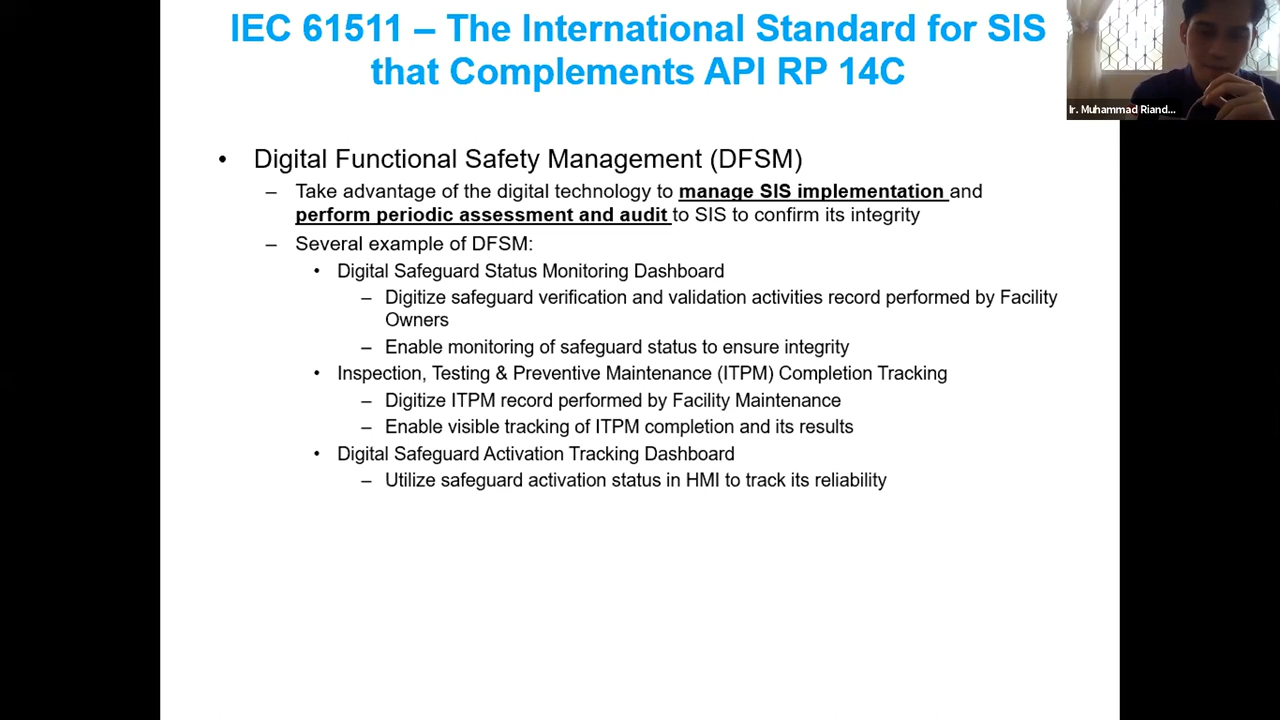 IEC 61511 – The International Standard for SIS
that Complements API RP 14C
Ir. Muhammad Riand...
• Digital Functional Safety Management (DFSM)
– Take advantage of the digital technology to manage SIS implementation and
perform periodic assessment and audit to SIS to confirm its integrity
– Several example of DFSM:
• Digital Safeguard Status Monitoring Dashboard
– Digitize safeguard verification and validation activities record performed by Facility
Owners
– Enable monitoring of safeguard status to ensure integrity
• Inspection, Testing & Preventive Maintenance (ITPM) Completion Tracking
– Digitize ITPM record performed by Facility Maintenance
– Enable visible tracking of ITPM completion and its results
• Digital Safeguard Activation Tracking Dashboard
– Utilize safeguard activation status in HMI to track its reliability